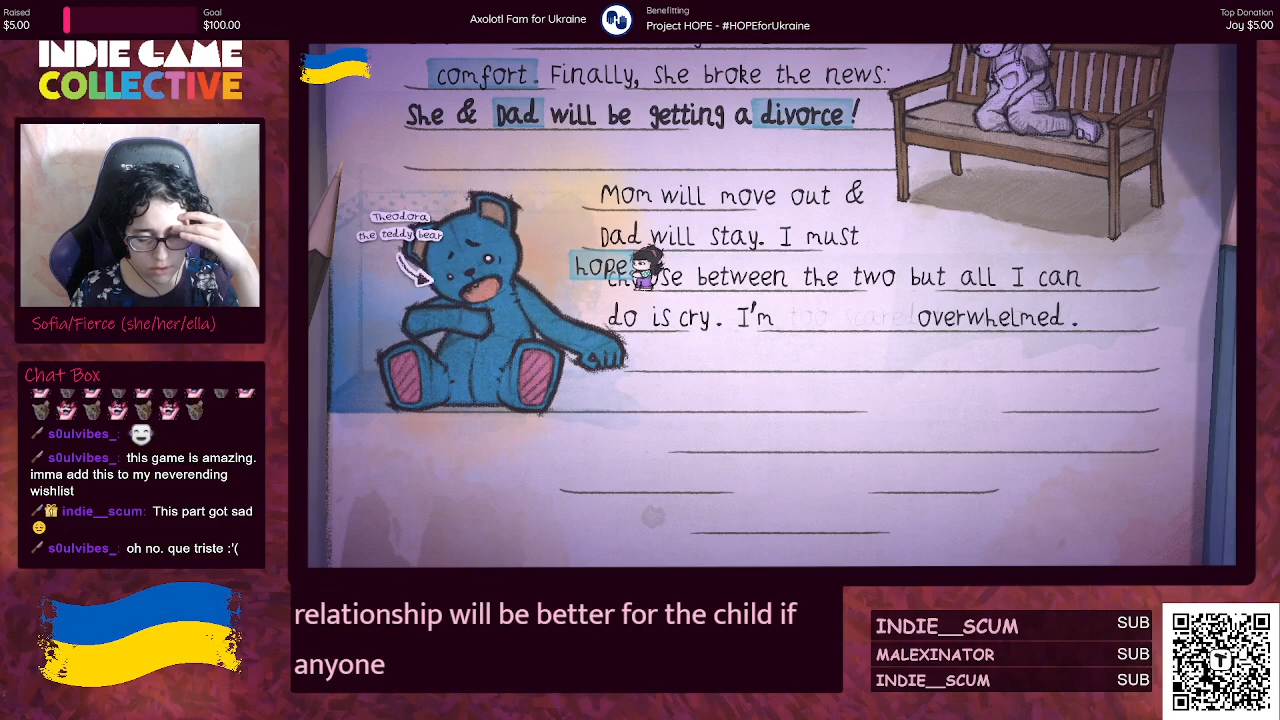 Raised
$5.00
Goal
$100.00
Axolotl Fam for Ukraine
Benefitting
Project HOPE - #HOPEforUkraine
Top Donation
Joy $5.00
INDIE GAME
COLLECTIVE
Sofia/Fierce (she/her/ella)
Chat Box
s0ulvibes_:
s0ulvibes_: this game is amazing.
imma add this to my neverending
wishlist
indie__scum: This part got sad
s0ulvibes_: oh no. que triste :'(
comfort. Finally, she broke the news:
She & Dad will be getting a divorce!
Mom will move out &
Dad will stay. I must
hope
between the two but all I can
do is cry. I'm too scared overwhelmed.
Theodora
the teddy bear
relationship will be better for the child if
anyone
INDIE__SCUM SUB
MALEXINATOR SUB
INDIE__SCUM SUB
T